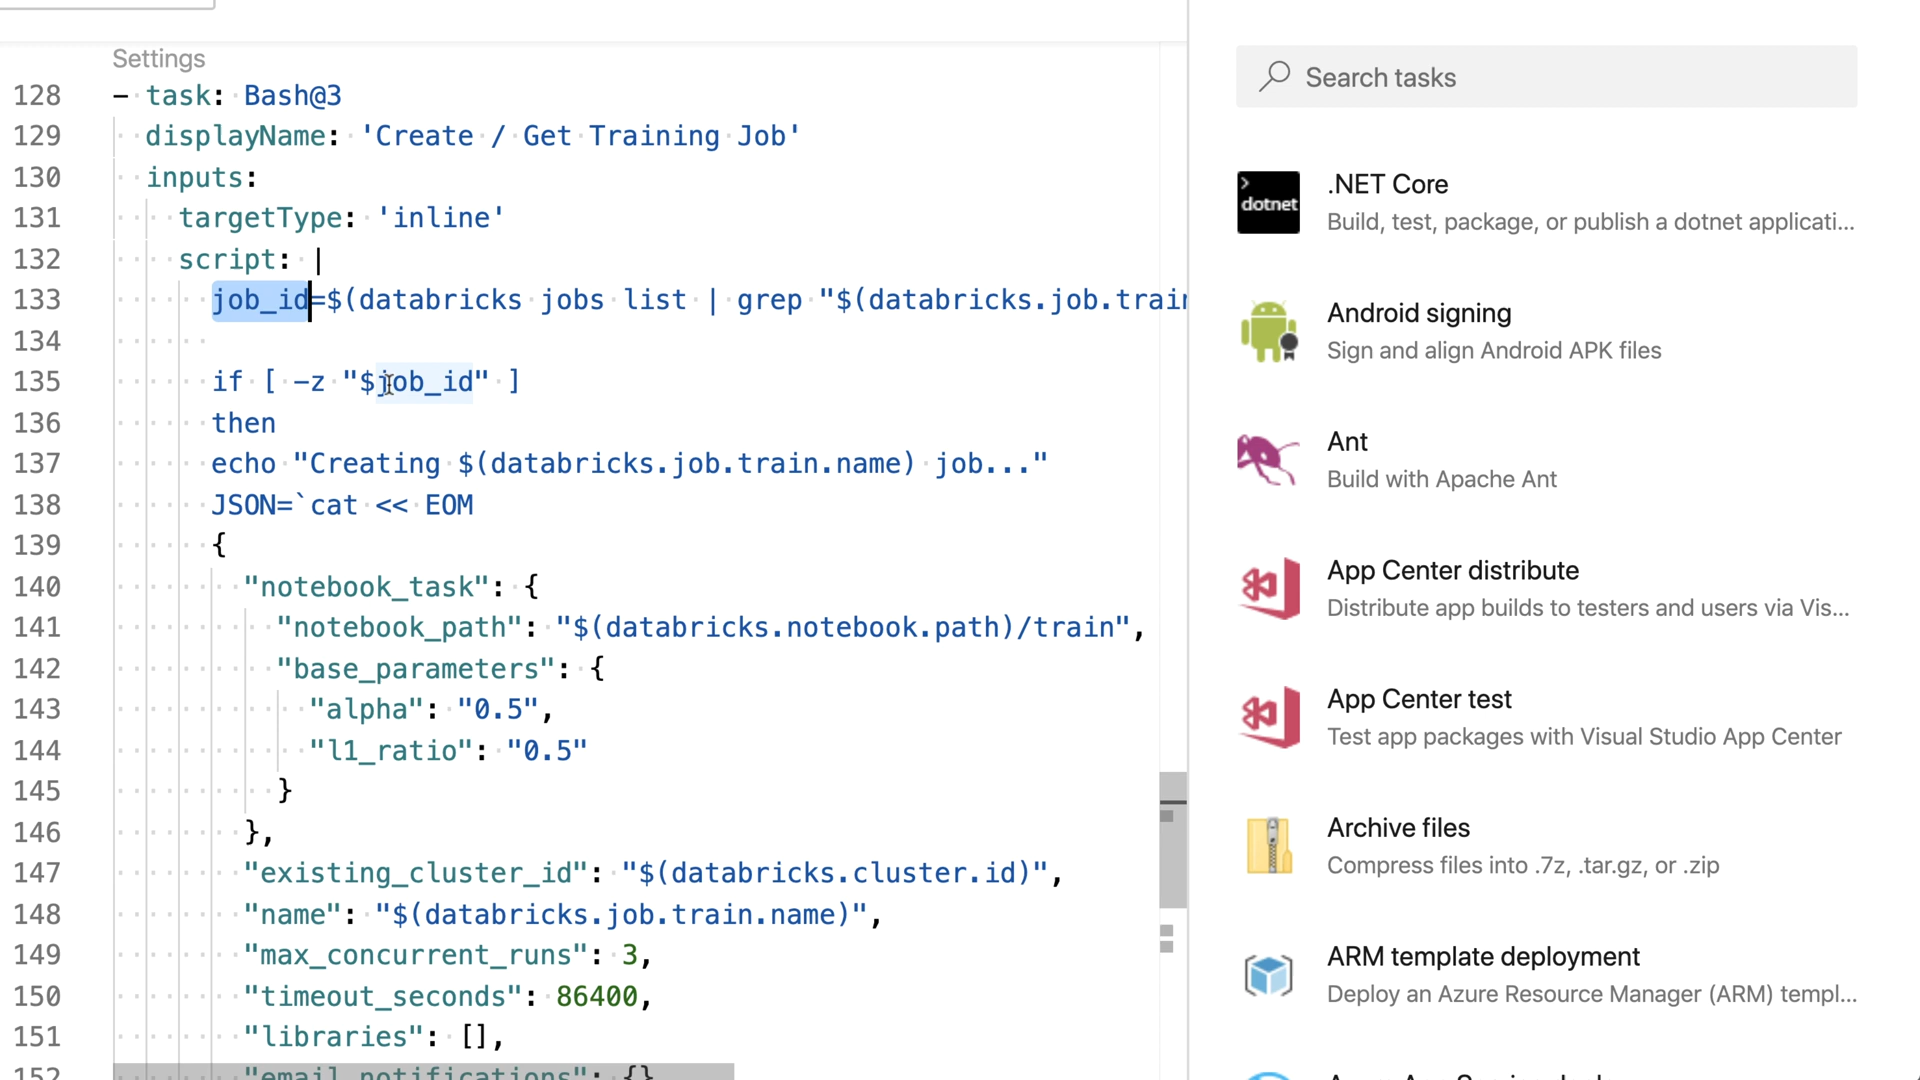 Settings
128 - task: Bash@3
129 displayName: 'Create / Get Training Job'
130 inputs:
131 targetType: 'inline'
132 script: |
133 job_id=$(databricks jobs list | grep "$(databricks.job.train
134
135 if [ -z "$job_id" ]
136 then
137 echo "Creating $(databricks.job.train.name) job..."
138 JSON=`cat << EOM
139 {
140 "notebook_task": {
141 "notebook_path": "$(databricks.notebook.path)/train",
142 "base_parameters": {
143 "alpha": "0.5",
144 "l1_ratio": "0.5"
145 }
146 },
147 "existing_cluster_id": "$(databricks.cluster.id)",
148 "name": "$(databricks.job.train.name)",
149 "max_concurrent_runs": 3,
150 "timeout_seconds": 86400,
151 "libraries": [],
152 "email_notifications": {}
Search tasks
dotnet
.NET Core
Build, test, package, or publish a dotnet applicati...
Android signing
Sign and align Android APK files
Ant
Build with Apache Ant
App Center distribute
Distribute app builds to testers and users via Vis...
App Center test
Test app packages with Visual Studio App Center
Archive files
Compress files into .7z, .tar.gz, or .zip
ARM template deployment
Deploy an Azure Resource Manager (ARM) templ...